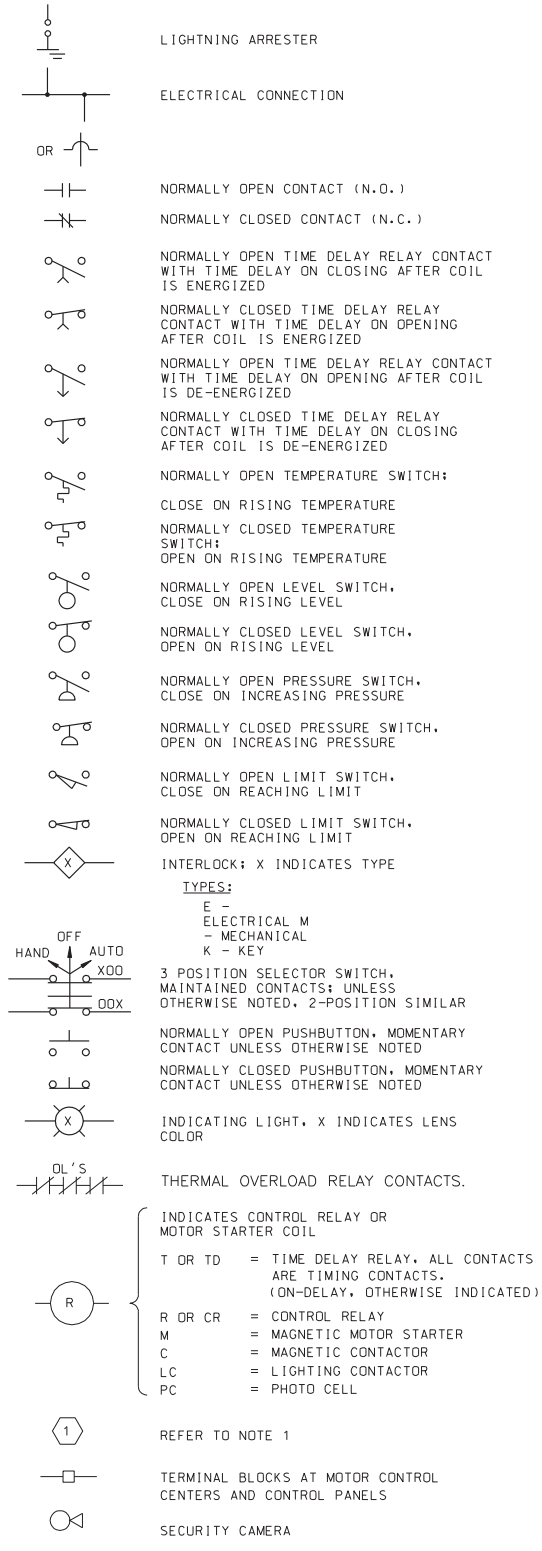 LIGHTNING ARRESTER
ELECTRICAL CONNECTION
OR
NORMALLY OPEN CONTACT (N.O.)
NORMALLY CLOSED CONTACT (N.C.)
NORMALLY OPEN TIME DELAY RELAY CONTACT
WITH TIME DELAY ON CLOSING AFTER COIL
IS ENERGIZED
NORMALLY CLOSED TIME DELAY RELAY
CONTACT WITH TIME DELAY ON OPENING
AFTER COIL IS ENERGIZED
NORMALLY OPEN TIME DELAY RELAY CONTACT
WITH TIME DELAY ON OPENING AFTER COIL
IS DE-ENERGIZED
NORMALLY CLOSED TIME DELAY RELAY
CONTACT WITH TIME DELAY ON CLOSING
AFTER COIL IS DE-ENERGIZED
NORMALLY OPEN TEMPERATURE SWITCH;
CLOSE ON RISING TEMPERATURE
NORMALLY CLOSED TEMPERATURE
SWITCH;
OPEN ON RISING TEMPERATURE
NORMALLY OPEN LEVEL SWITCH,
CLOSE ON RISING LEVEL
NORMALLY CLOSED LEVEL SWITCH,
OPEN ON RISING LEVEL
NORMALLY OPEN PRESSURE SWITCH,
CLOSE ON INCREASING PRESSURE
NORMALLY CLOSED PRESSURE SWITCH,
OPEN ON INCREASING PRESSURE
NORMALLY OPEN LIMIT SWITCH,
CLOSE ON REACHING LIMIT
NORMALLY CLOSED LIMIT SWITCH,
OPEN ON REACHING LIMIT
X
INTERLOCK; X INDICATES TYPE
TYPES:
E -
ELECTRICAL M
- MECHANICAL
K - KEY
OFF
HAND AUTO
XOO
OOX
3 POSITION SELECTOR SWITCH,
MAINTAINED CONTACTS; UNLESS
OTHERWISE NOTED, 2-POSITION SIMILAR
NORMALLY OPEN PUSHBUTTON, MOMENTARY
CONTACT UNLESS OTHERWISE NOTED
NORMALLY CLOSED PUSHBUTTON, MOMENTARY
CONTACT UNLESS OTHERWISE NOTED
X
INDICATING LIGHT, X INDICATES LENS
COLOR
OL'S
THERMAL OVERLOAD RELAY CONTACTS.
R
INDICATES CONTROL RELAY OR
MOTOR STARTER COIL
T OR TD = TIME DELAY RELAY, ALL CONTACTS
ARE TIMING CONTACTS.
(ON-DELAY, OTHERWISE INDICATED)
R OR CR = CONTROL RELAY
M = MAGNETIC MOTOR STARTER
C = MAGNETIC CONTACTOR
LC = LIGHTING CONTACTOR
PC = PHOTO CELL
1
REFER TO NOTE 1
TERMINAL BLOCKS AT MOTOR CONTROL
CENTERS AND CONTROL PANELS
SECURITY CAMERA